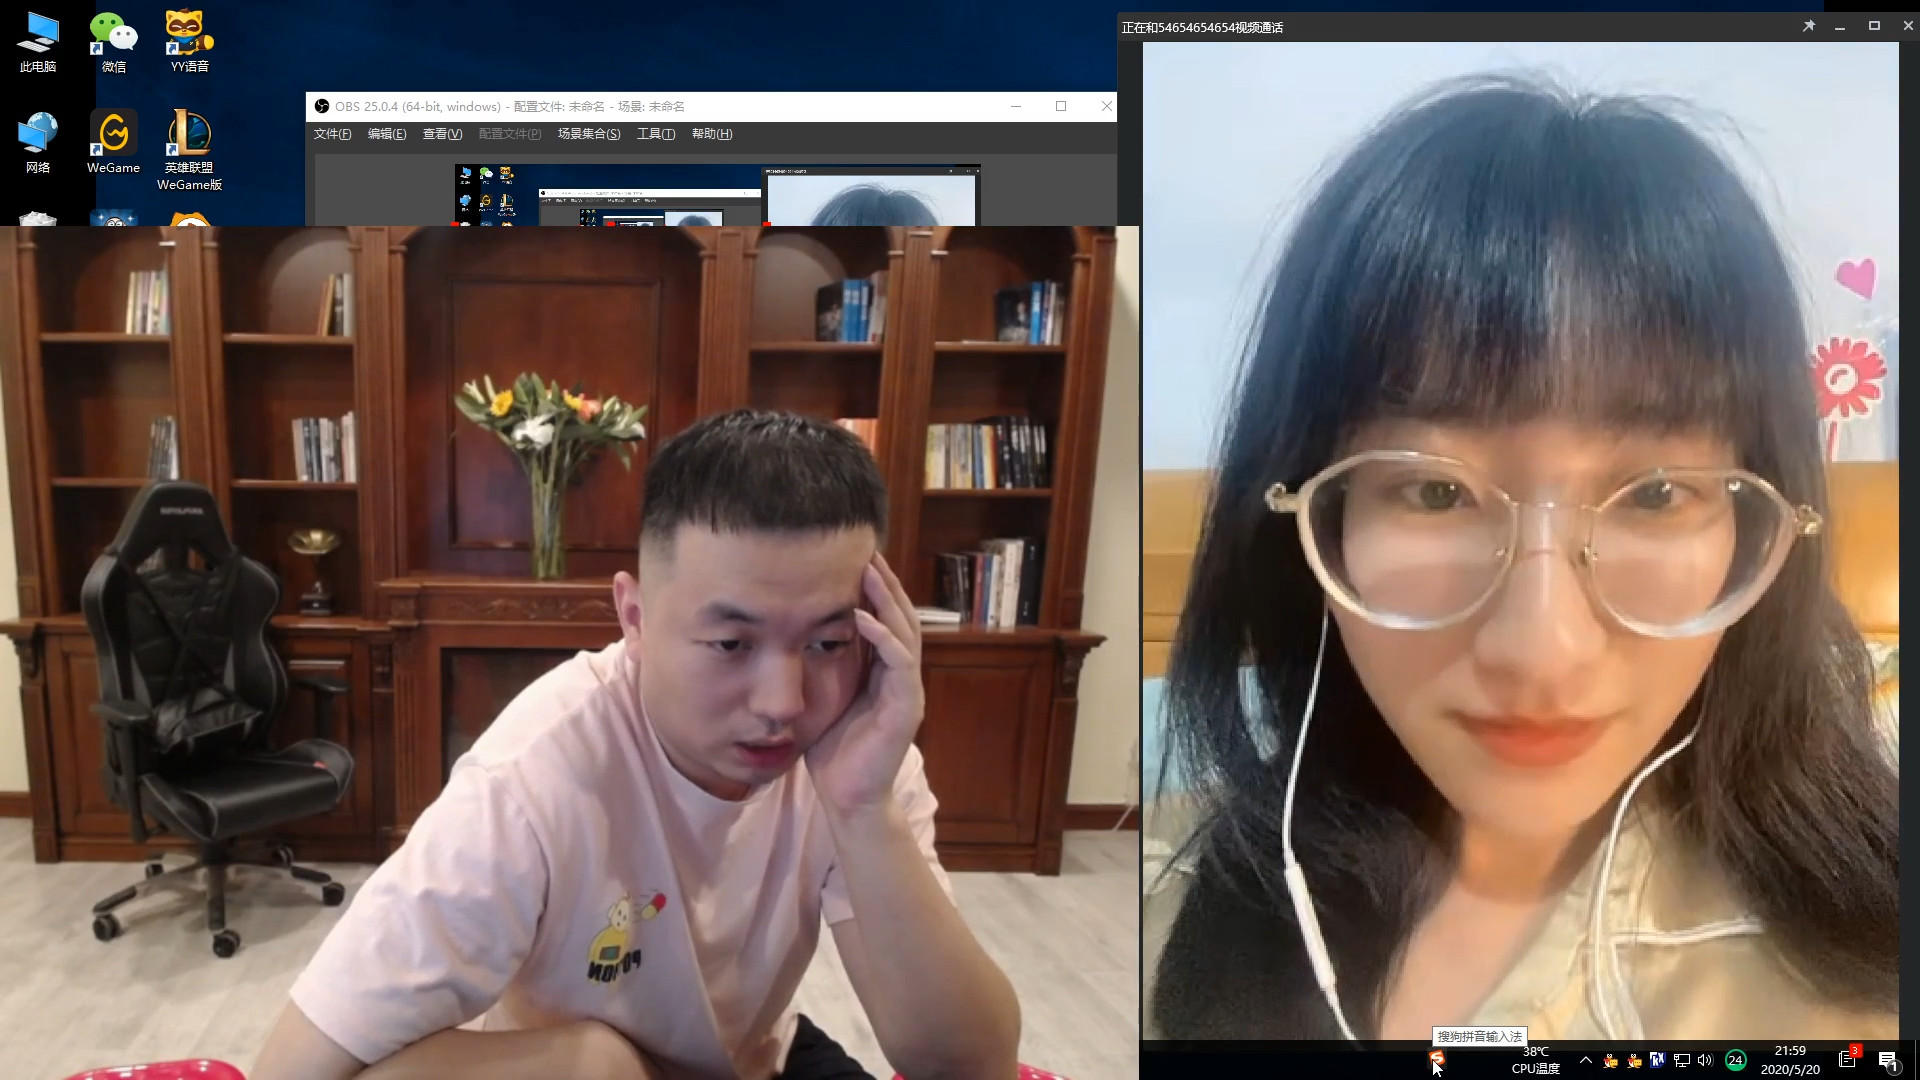 正在和54654654654视频通话
此电脑
微信
YY语音
OBS 25.0.4 (64-bit, windows) - 配置文件: 未命名 - 场景: 未命名
文件(F) 编辑(E) 查看(V) 配置文件(P) 场景集合(S) 工具(T) 帮助(H)
网络
WeGame
英雄联盟
WeGame版
搜狗拼音输入法
38℃
CPU温度
24
21:59
2020/5/20
3
1